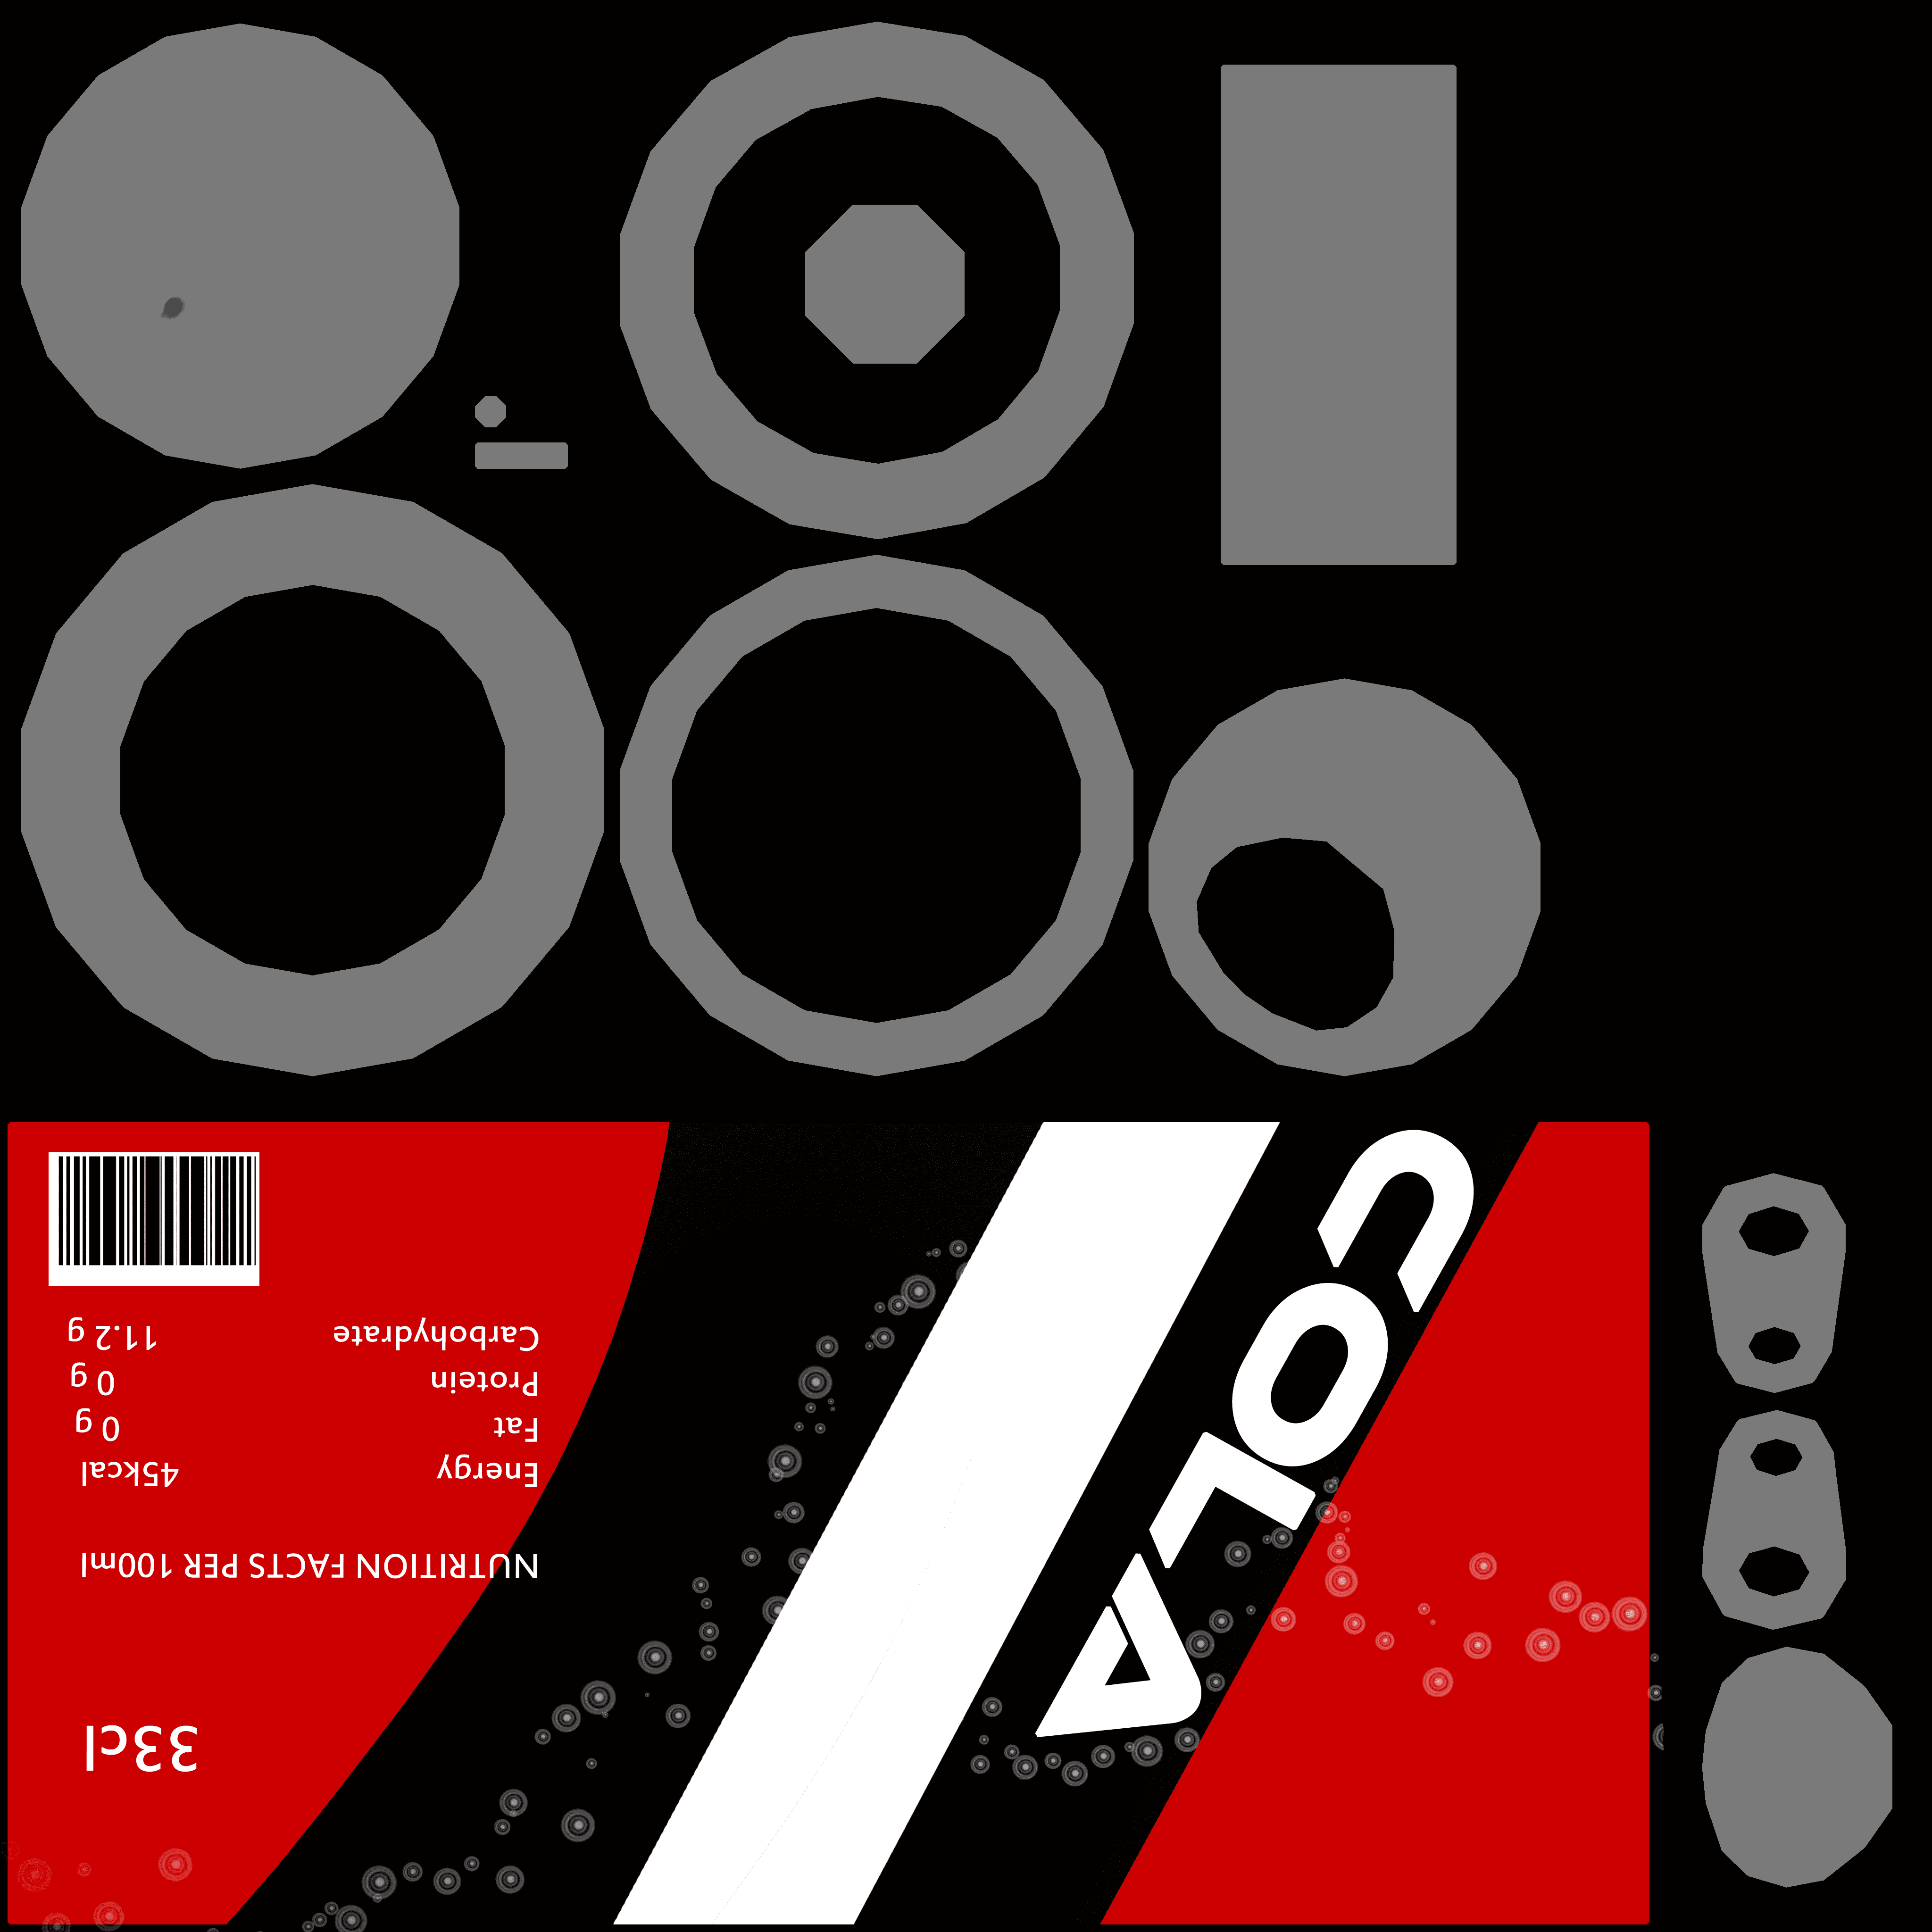 COLA
33cl
NUTRITION FACTS PER 100ml
Energy 45kcal
Fat 0 g
Protein 0 g
Carbohydrate 11.2 g